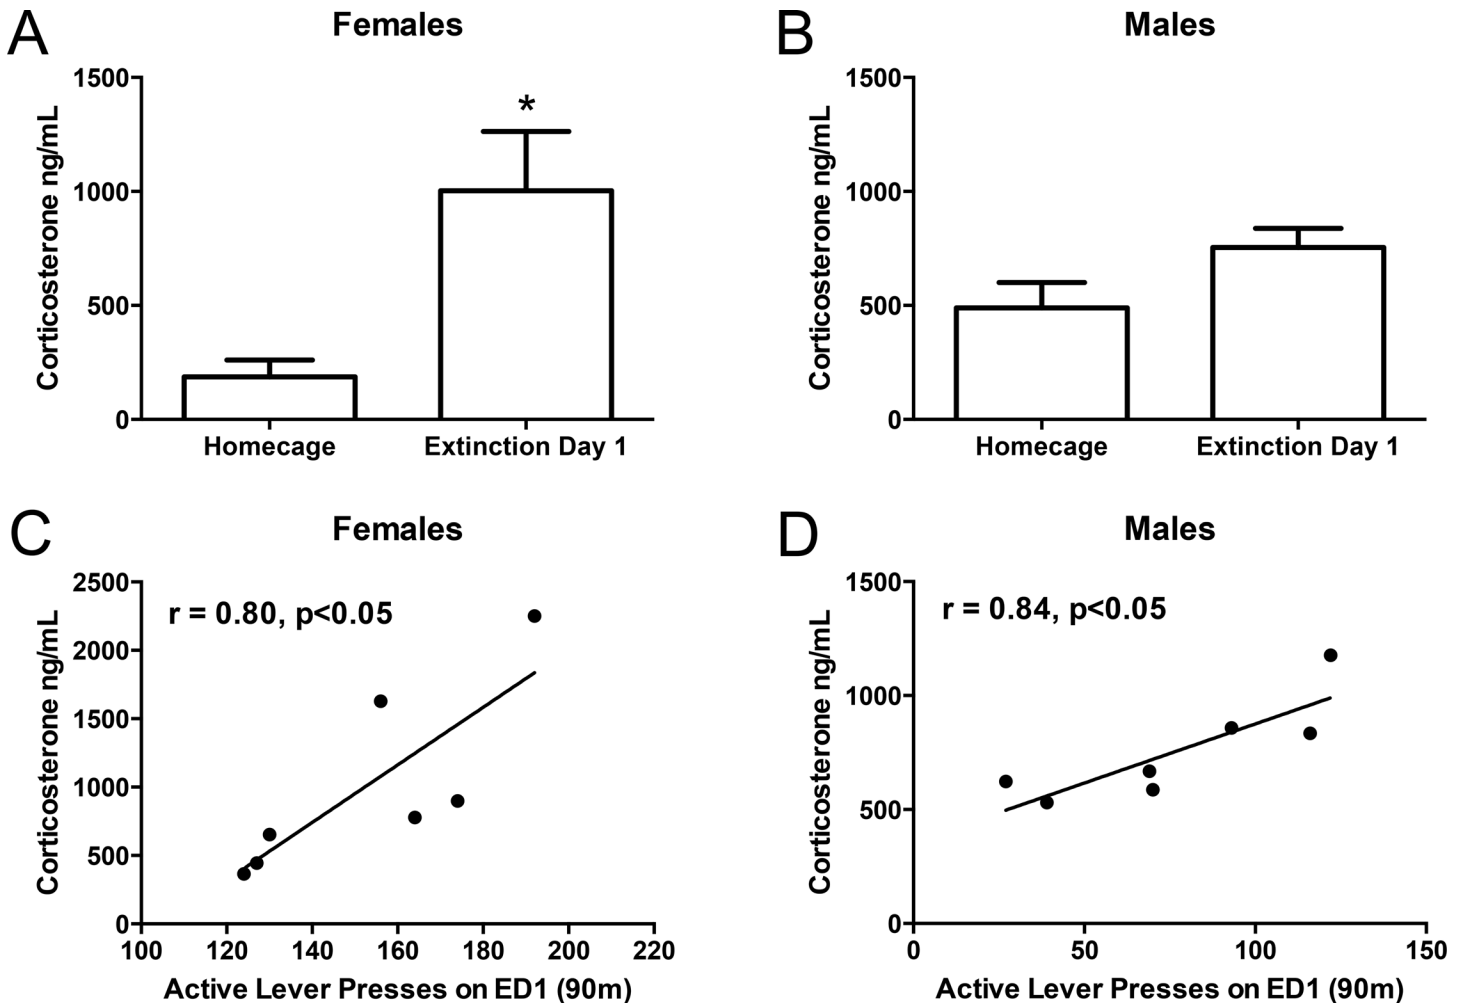 A
Females
1500
1000
500
0
Corticosterone ng/mL
*
Homecage
Extinction Day 1
B
Males
1500
1000
500
0
Corticosterone ng/mL
Homecage
Extinction Day 1
C
Females
r = 0.80, p<0.05
2500
2000
1500
1000
500
0
Corticosterone ng/mL
100 120 140 160 180 200 220
Active Lever Presses on ED1 (90m)
D
Males
r = 0.84, p<0.05
1500
1000
500
0
Corticosterone ng/mL
0 50 100 150
Active Lever Presses on ED1 (90m)